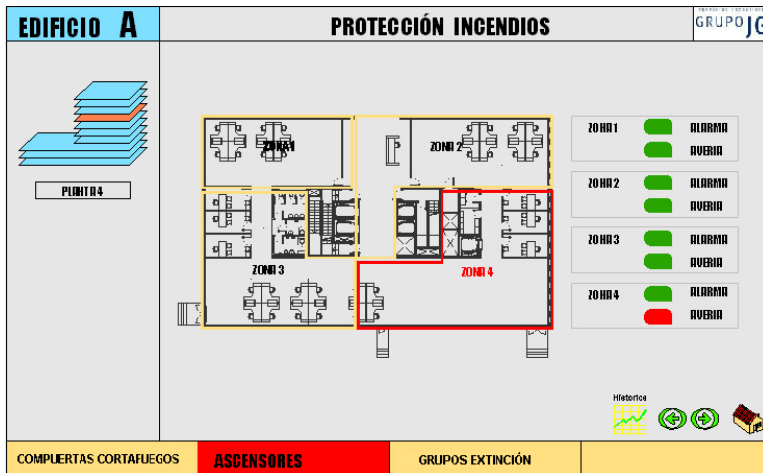 EDIFICIO A
PROTECCIÓN INCENDIOS
GRUPO JG
PLANTA 4
ZONA 1
ZONA 2
ZONA 3
ZONA 4
ZONA 1 ALARMA
AVERIA
ZONA 2 ALARMA
AVERIA
ZONA 3 ALARMA
AVERIA
ZONA 4 ALARMA
AVERIA
Historico
COMPUERTAS CORTAFUEGOS
ASCENSORES
GRUPOS EXTINCIÓN